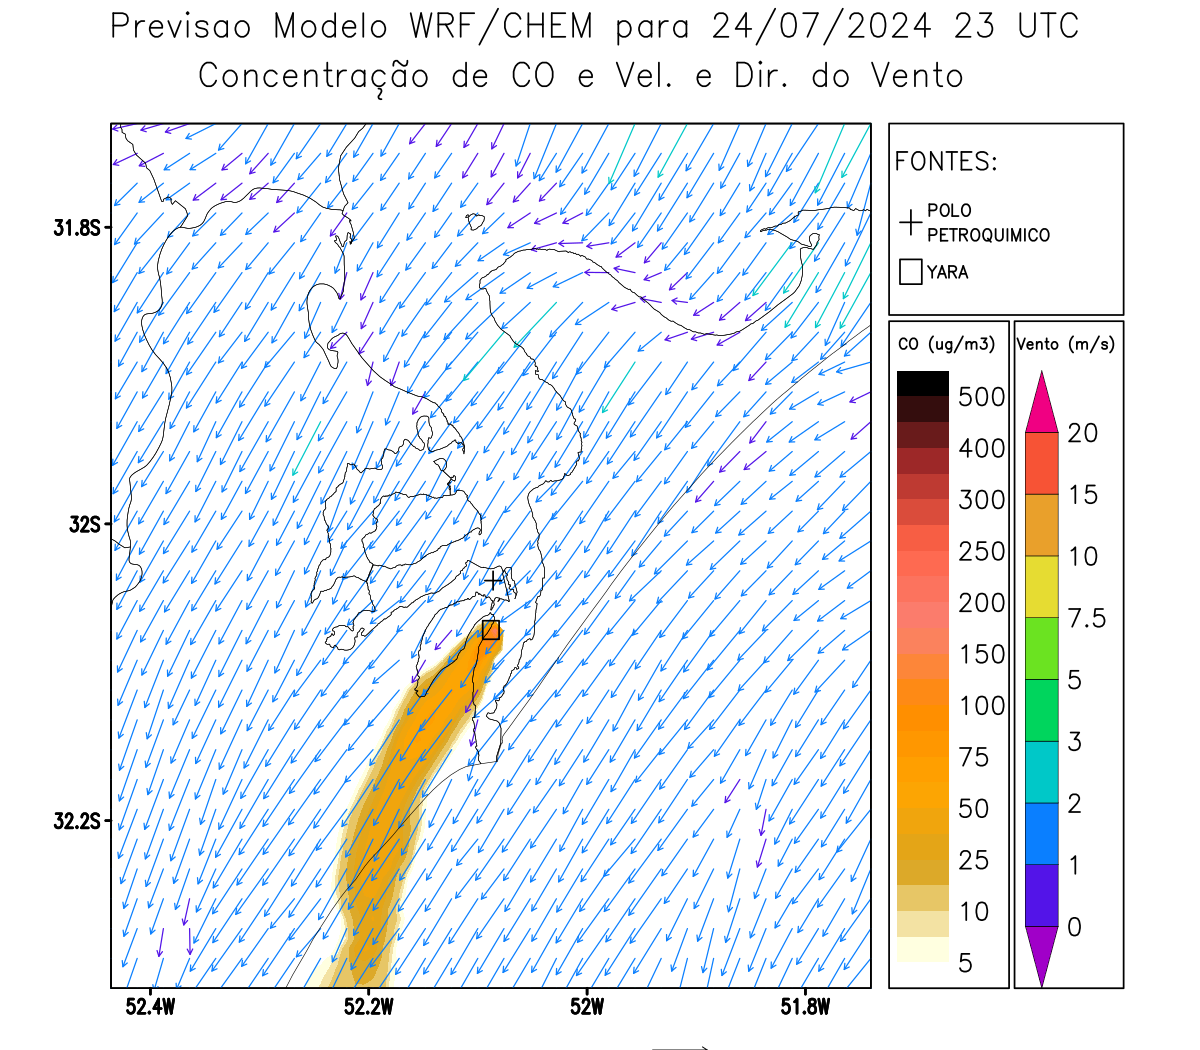 Previsao Modelo WRF/CHEM para 24/07/2024 23 UTC
Concentração de CO e Vel. e Dir. do Vento
FONTES:
POLO
PETROQUIMICO
YARA
31.8S
32S
32.2S
52.4W
52.2W
52W
51.8W
CO (ug/m3)
500
400
300
250
200
150
100
75
50
25
10
5
Vento (m/s)
20
15
10
7.5
5
3
2
1
0